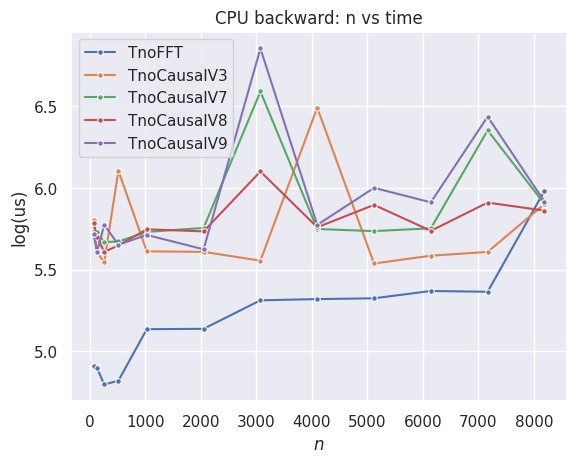 CPU backward: n vs time
TnoFFT
TnoCausalV3
TnoCausalV7
TnoCausalV8
TnoCausalV9
log(us)
6.5
6.0
5.5
5.0
0 1000 2000 3000 4000 5000 6000 7000 8000
n